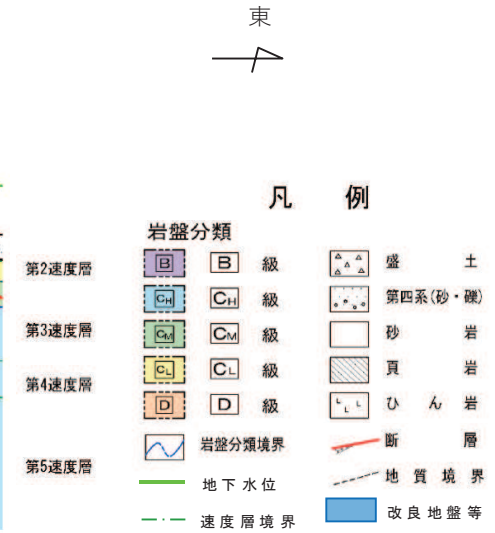 東
凡 例
岩盤分類
第2速度層
B B 級
盛 土
CH CH 級
第四系(砂・礫)
第3速度層
CM CM 級
砂 岩
第4速度層
CL CL 級
頁 岩
D D 級
ひ ん 岩
岩盤分類境界
断 層
第5速度層
地下水位
地 質 境 界
速度層境界
改良地盤等